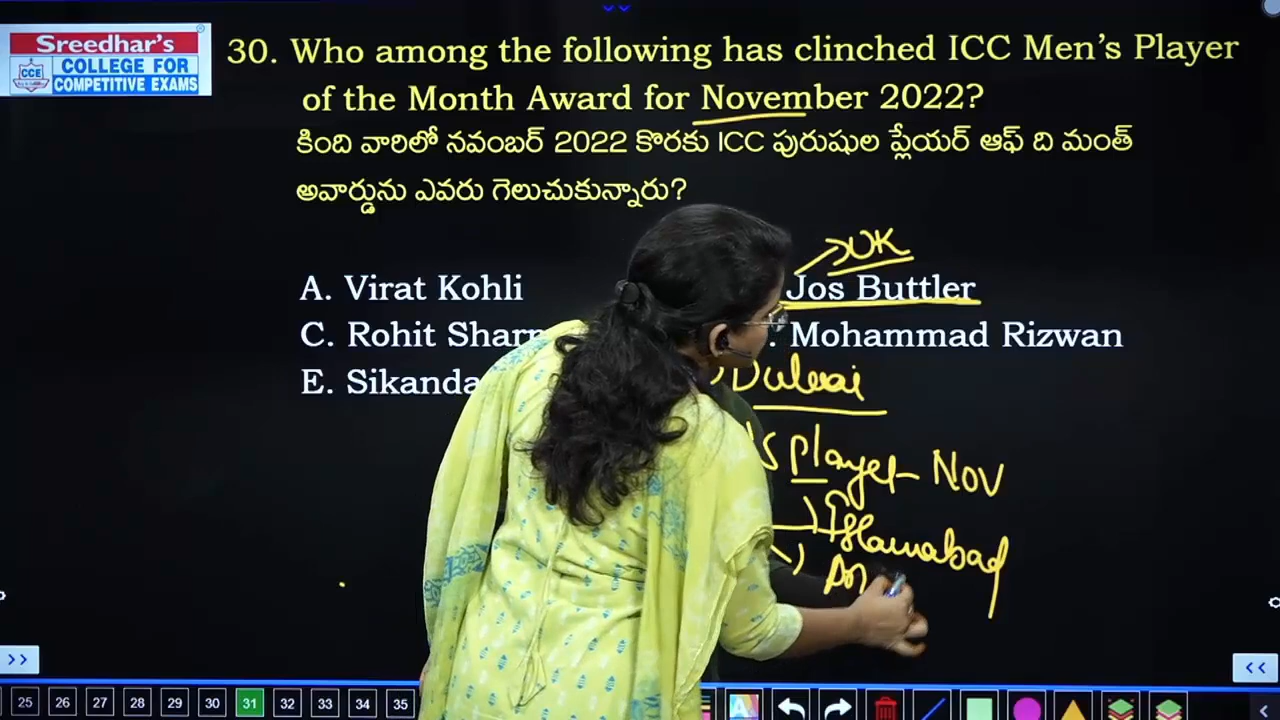 Sreedhar's
CCE
COLLEGE FOR
COMPETITIVE EXAMS
30. Who among the following has clinched ICC Men's Player
of the Month Award for November 2022?
కింది వారిలో నవంబర్ 2022 కొరకు ICC పురుషుల ప్లేయర్ ఆఫ్ ది మంత్
అవార్డును ఎవరు గెలుచుకున్నారు?
UK
A. Virat Kohli Jos Buttler
C. Rohit Mohammad Rizwan
E.
Dubai
player - Nov
Islamabad
25 26 27 28 29 30 31 32 33 34 35